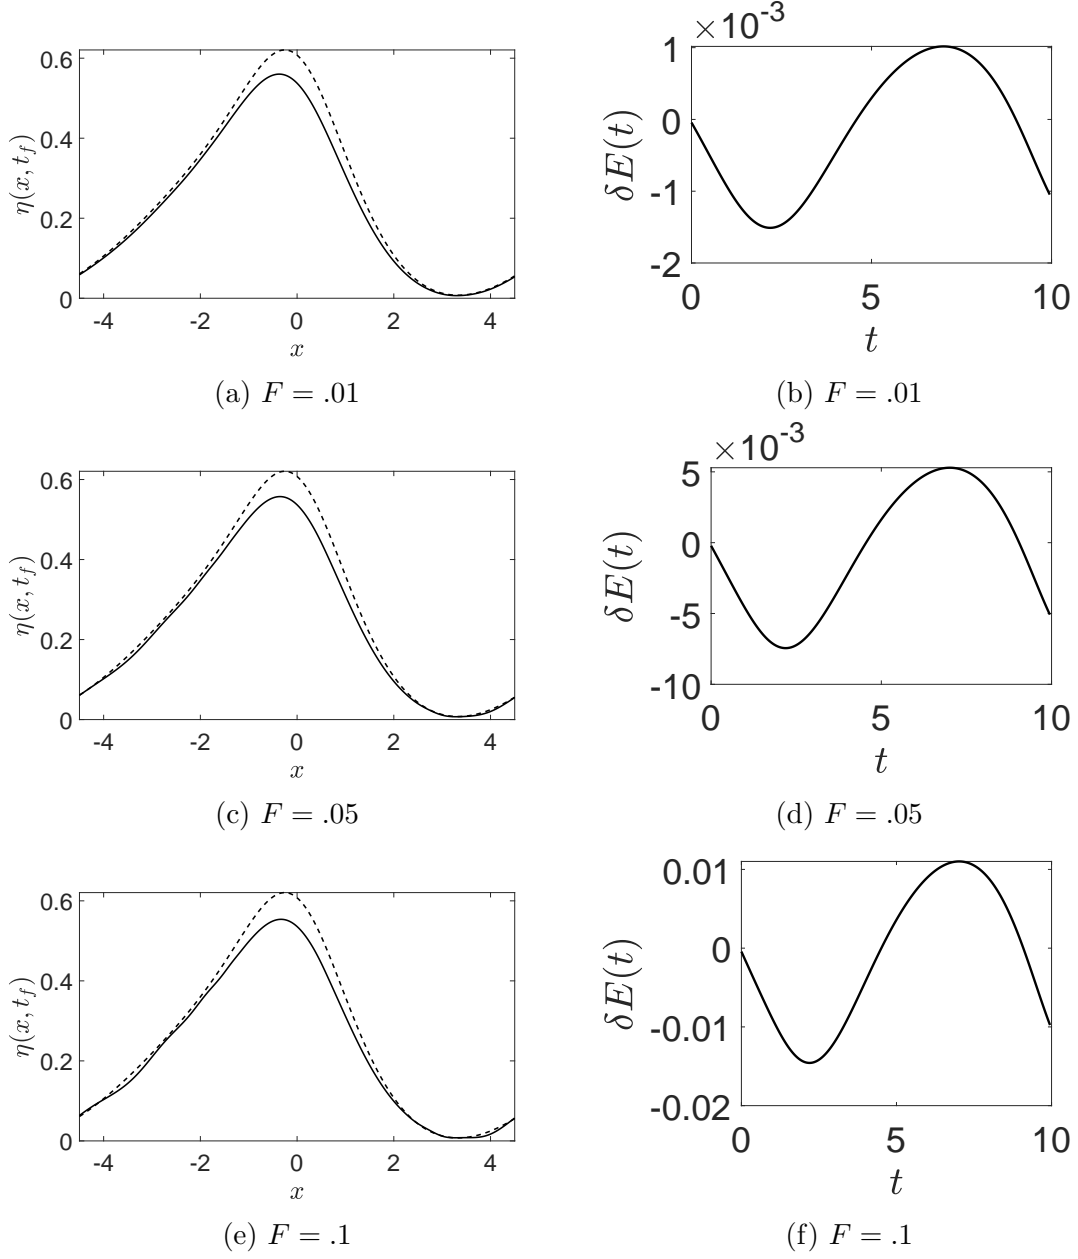 ×10-3
0.6
0.4
0.2
0
η(x, tf)
-4 -2 0 2 4
x
(a) F = .01
1
0
-1
-2
δE(t)
0 5 10
t
(b) F = .01
0.6
0.4
0.2
0
η(x, tf)
-4 -2 0 2 4
x
(c) F = .05
×10-3
5
0
-5
-10
δE(t)
0 5 10
t
(d) F = .05
0.6
0.4
0.2
0
η(x, tf)
-4 -2 0 2 4
x
(e) F = .1
0.01
0
-0.01
-0.02
δE(t)
0 5 10
t
(f) F = .1